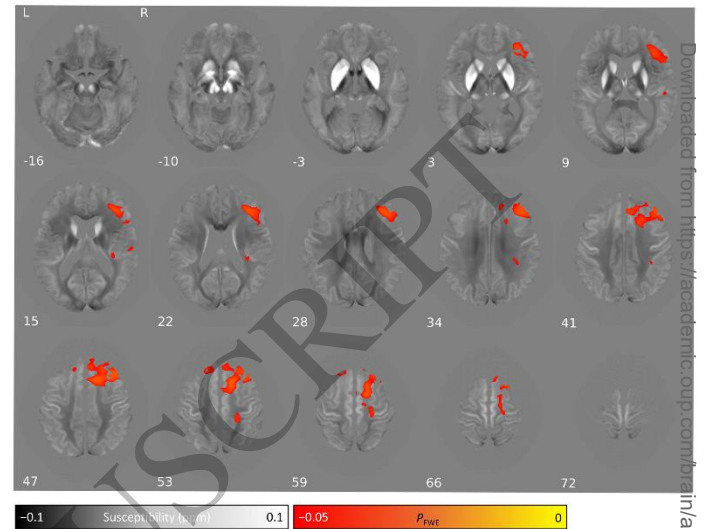 L R
-16 -10 -3 3 9
15 22 28 34 41
47 53 59 66 72
−0.1 Susceptibility (ppm) 0.1 −0.05 PFWE 0
ISCRIPT
Downloaded from https://academic.oup.com/brain/a